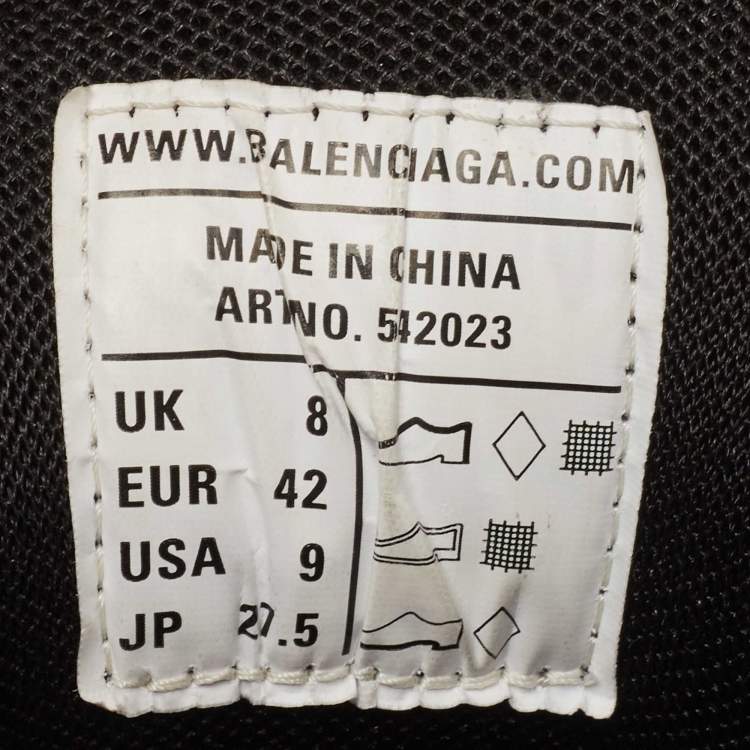 WWW.BALENCIAGA.COM
MADE IN CHINA
ART NO. 542023
UK 8
EUR 42
USA 9
JP 27.5